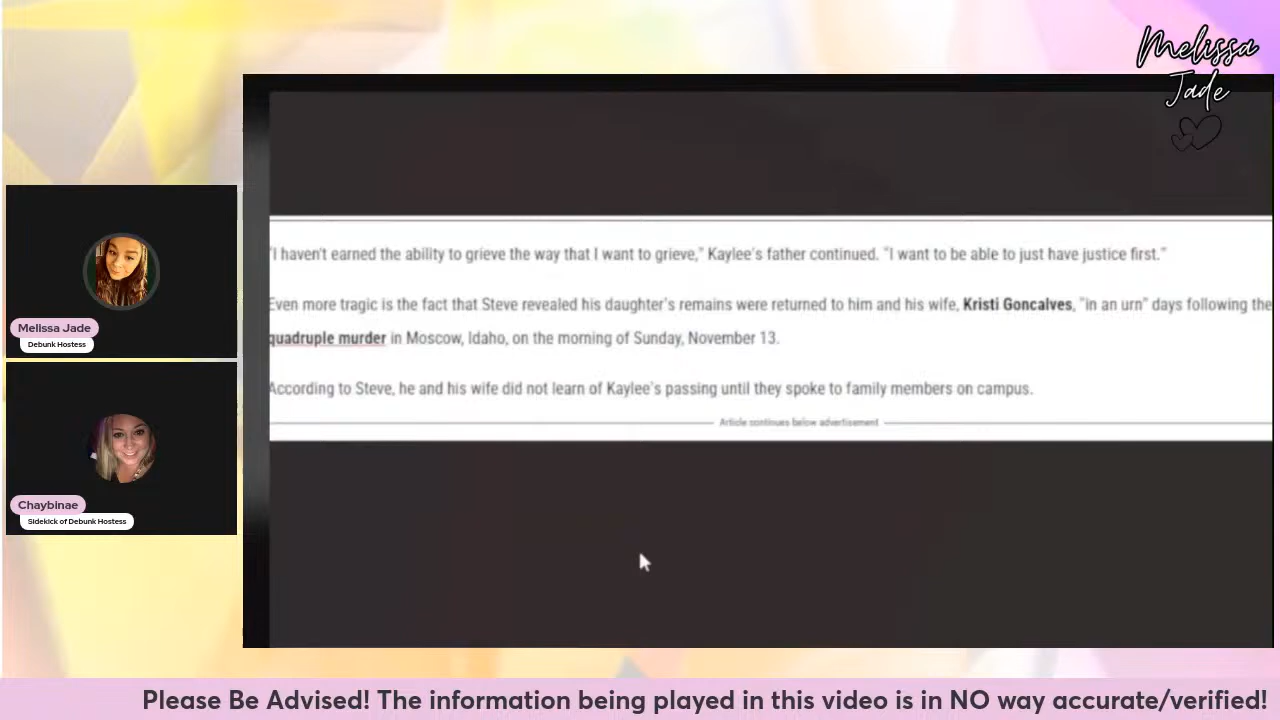 Melissa
Jade
"I haven't earned the ability to grieve the way that I want to grieve," Kaylee's father continued. "I want to be able to just have justice first."
Even more tragic is the fact that Steve revealed his daughter's remains were returned to him and his wife, Kristi Goncalves, "in an urn" days following the
quadruple murder in Moscow, Idaho, on the morning of Sunday, November 13.
According to Steve, he and his wife did not learn of Kaylee's passing until they spoke to family members on campus.
Article continues below advertisement
Melissa Jade
Debunk Hostess
Chaybinae
Sidekick of Debunk Hostess
Please Be Advised! The information being played in this video is in NO way accurate/verified!